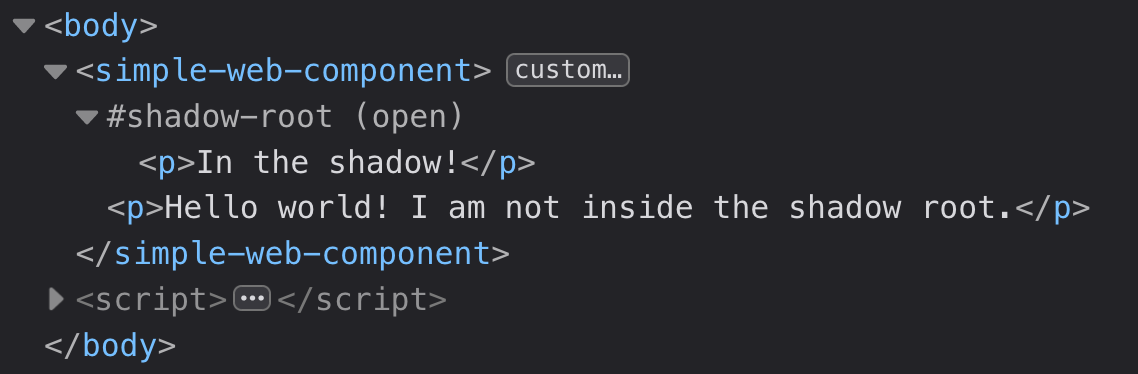 <body>
<simple-web-component> custom…
#shadow-root (open)
<p>In the shadow!</p>
<p>Hello world! I am not inside the shadow root.</p>
</simple-web-component>
<script>•••</script>
</body>